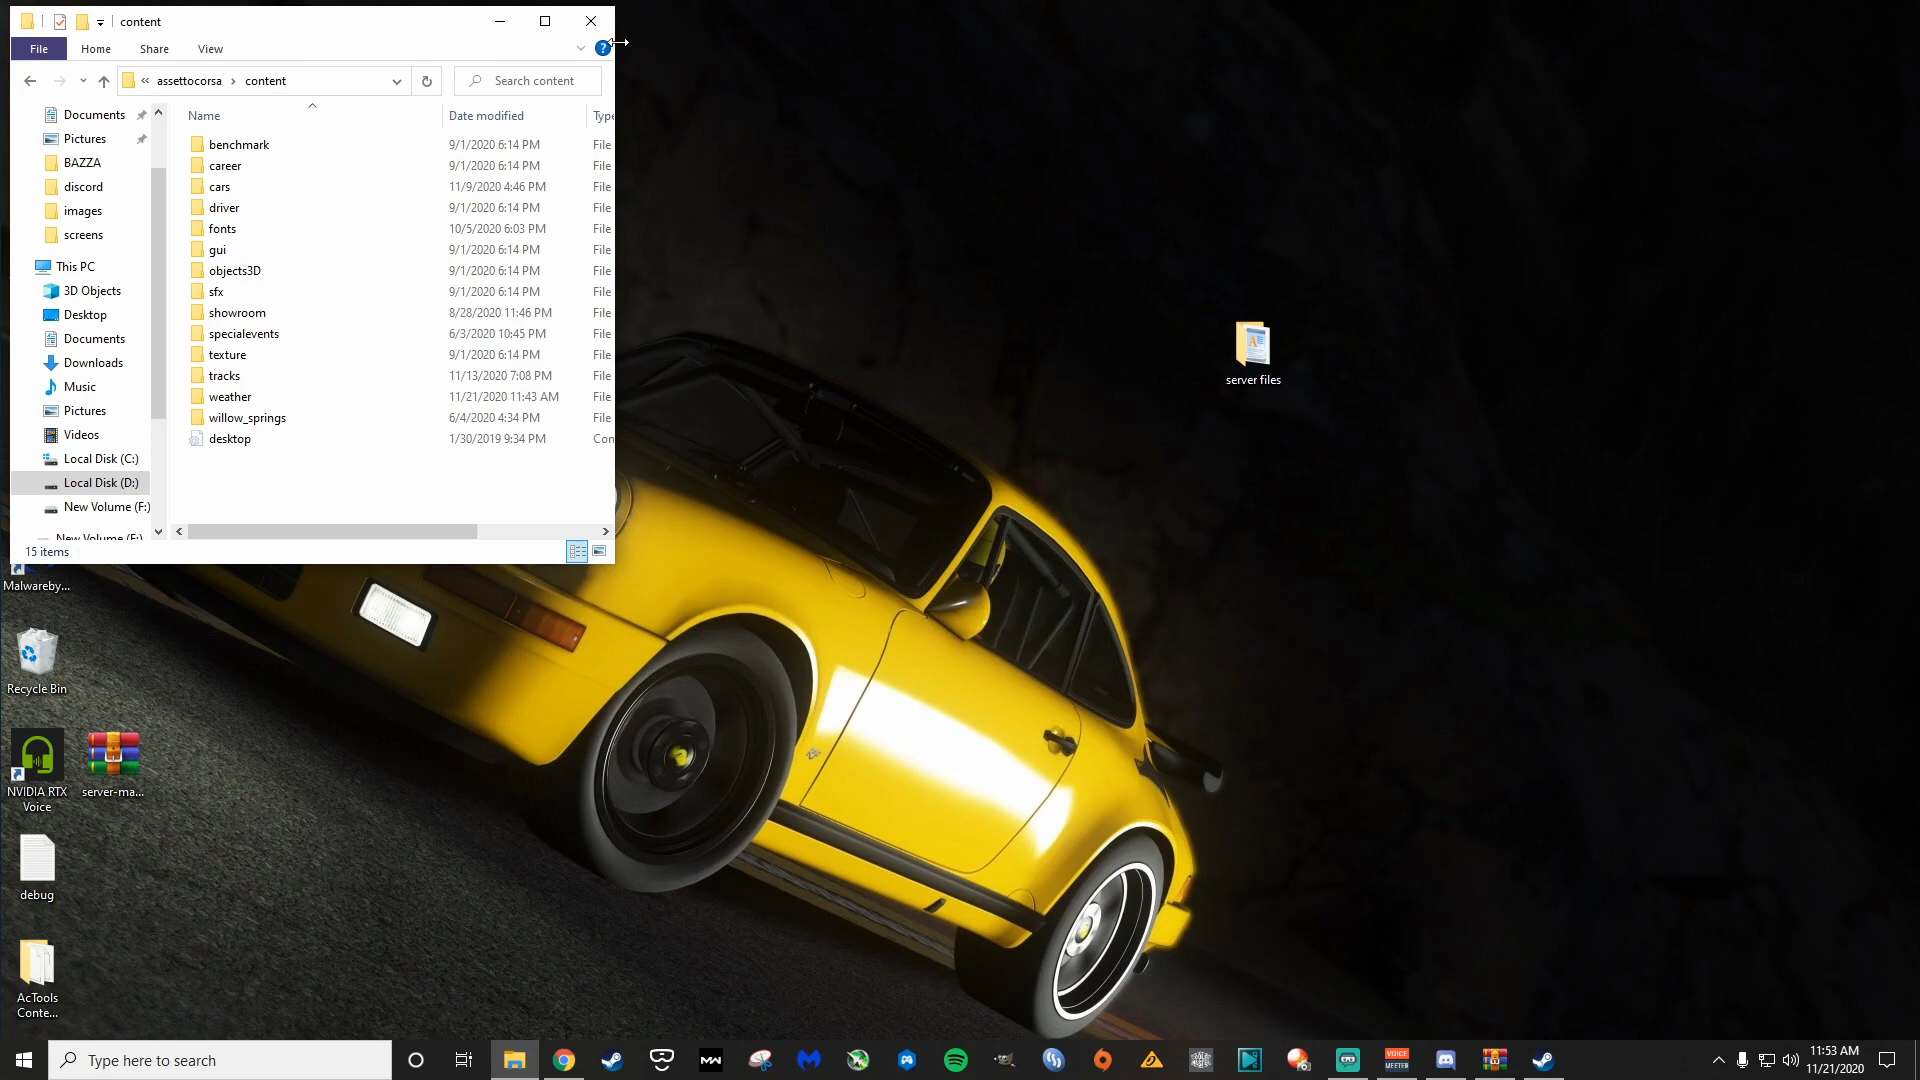 content
File Home Share View
assettocorsa content Search content
Name Date modified Type
benchmark 9/1/2020 6:14 PM File
career 9/1/2020 6:14 PM File
cars 11/9/2020 4:46 PM File
driver 9/1/2020 6:14 PM File
fonts 10/5/2020 6:03 PM File
gui 9/1/2020 6:14 PM File
objects3D 9/1/2020 6:14 PM File
sfx 9/1/2020 6:14 PM File
showroom 8/28/2020 11:46 PM File
specialevents 6/3/2020 10:45 PM File
texture 9/1/2020 6:14 PM File
tracks 11/13/2020 7:08 PM File
weather 11/21/2020 11:43 AM File
willow_springs 6/4/2020 4:34 PM File
desktop 1/30/2019 9:34 PM Con
Documents
Pictures
BAZZA
discord
images
screens
This PC
3D Objects
Desktop
Documents
Downloads
Music
Pictures
Videos
Local Disk (C:)
Local Disk (D:)
New Volume (F:)
15 items
server files
Malwareby...
Recycle Bin
NVIDIA RTX
Voice
server-ma...
debug
AcTools
Conte...
Type here to search
MW
VOICE
MEETER
11:53 AM
11/21/2020